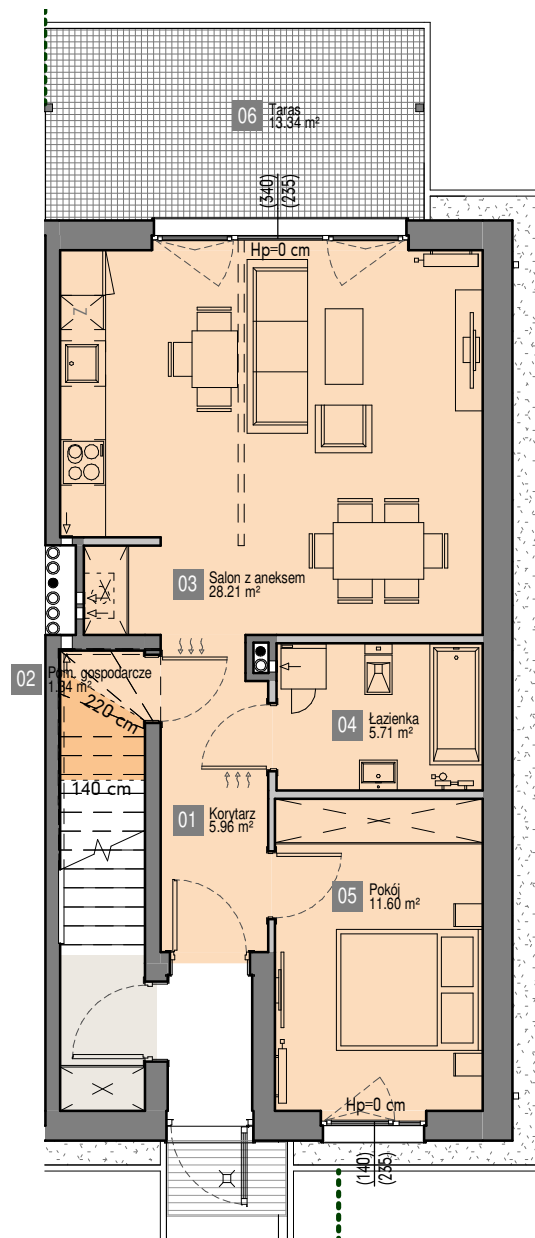 06 Taras
13.34 m²
(340)
(235)
Hp=0 cm
Z
03 Salon z aneksem
28.21 m²
02 Pom. gospodarcze
1.34 m²
220 cm
04 Łazienka
5.71 m²
140 cm
01 Korytarz
5.96 m²
05 Pokój
11.60 m²
Hp=0 cm
(140)
(235)